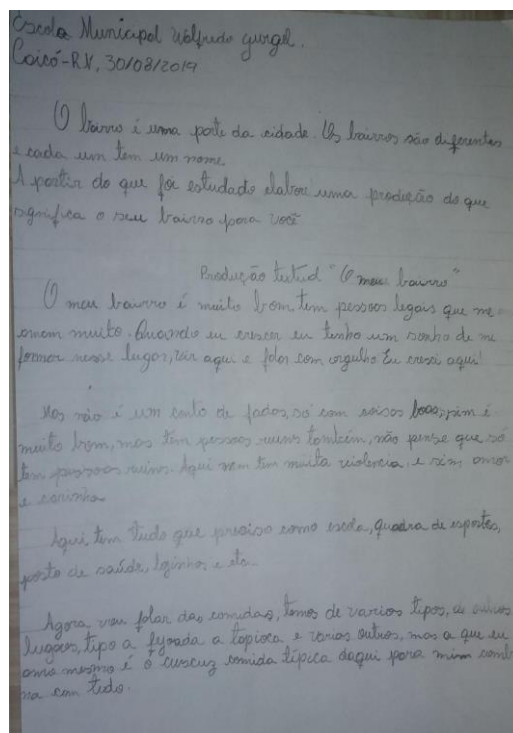 Escola Municipal Walfredo Gurgel.
Caicó-RN, 30/08/2019
O bairro é uma parte da cidade. Os bairros são diferentes
e cada um tem um nome.
A partir do que foi estudado elabore uma produção do que
significa o seu bairro para você
Produção textual "O meu bairro"
O meu bairro é muito bom tem pessoas legais que me
amam muito. Quando eu crescer eu tenho um sonho de me
formar nesse lugar, vir aqui e falar com orgulho Eu cresci aqui!
Mas não é um conto de fadas, só com coisas boas, sim é
muito bom, mas tem pessoas ruins também, não pense que só
tem pessoas ruins. Aqui nem tem muita violencia, e sim amor
e carinho.
Aqui tem tudo que preciso como escola, quadra de esportes,
posto de saúde, lojinhas e etc.
Agora vou falar das comidas, temos de varios tipos, de outros
lugares, tipo a fejoada a tapioca e varios outros, mas a que eu
amo mesmo é o cuscuz comida típica daqui para mim combi
na com tudo.